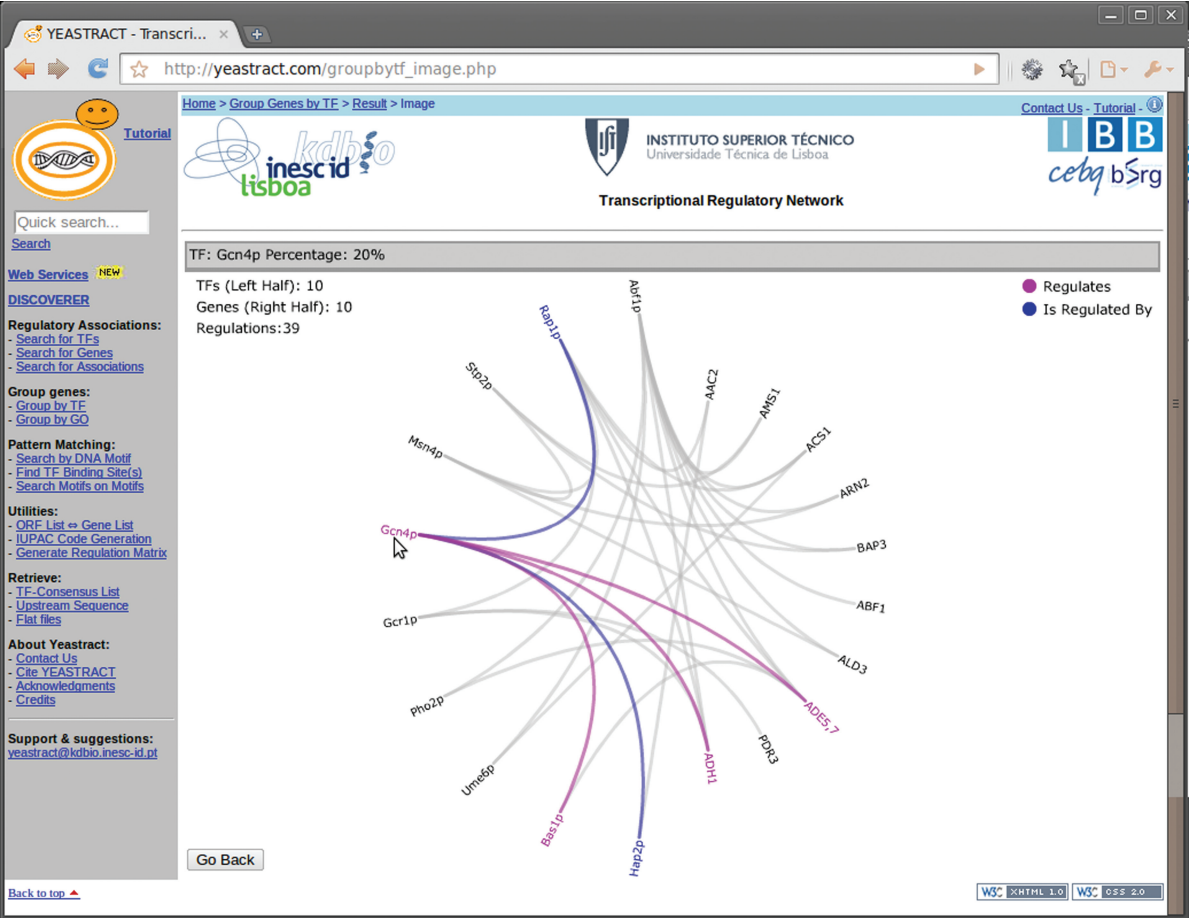 YEASTRACT - Transcri...
http://yeastract.com/groupbytf_image.php
Home > Group Genes by TF > Result > Image
Contact Us - Tutorial -
Tutorial
kdbio
inesc id
lisboa
INSTITUTO SUPERIOR TÉCNICO
Universidade Técnica de Lisboa
IBB
cebq bSrg
Transcriptional Regulatory Network
Quick search...
Search
Web Services NEW
DISCOVERER
Regulatory Associations:
- Search for TFs
- Search for Genes
- Search for Associations
Group genes:
- Group by TF
- Group by GO
Pattern Matching:
- Search by DNA Motif
- Find TF Binding Site(s)
- Search Motifs on Motifs
Utilities:
- ORF List ⇔ Gene List
- IUPAC Code Generation
- Generate Regulation Matrix
Retrieve:
- TF-Consensus List
- Upstream Sequence
- Flat files
About Yeastract:
- Contact Us
- Cite YEASTRACT
- Acknowledgments
- Credits
Support & suggestions:
yeastract@kdbio.inesc-id.pt
Back to top
TF: Gcn4p Percentage: 20%
TFs (Left Half): 10
Genes (Right Half): 10
Regulations:39
Regulates
Is Regulated By
Abf1p
Rap1p
Stp2p
Msn4p
Gcn4p
Gcr1p
Pho2p
Ume6p
Bas1p
Hap2p
AAC2
AMS1
ACS1
ARN2
BAP3
ABF1
ALD3
ADE5,7
PDR3
ADH1
Go Back
W3C XHTML 1.0
W3C CSS 2.0